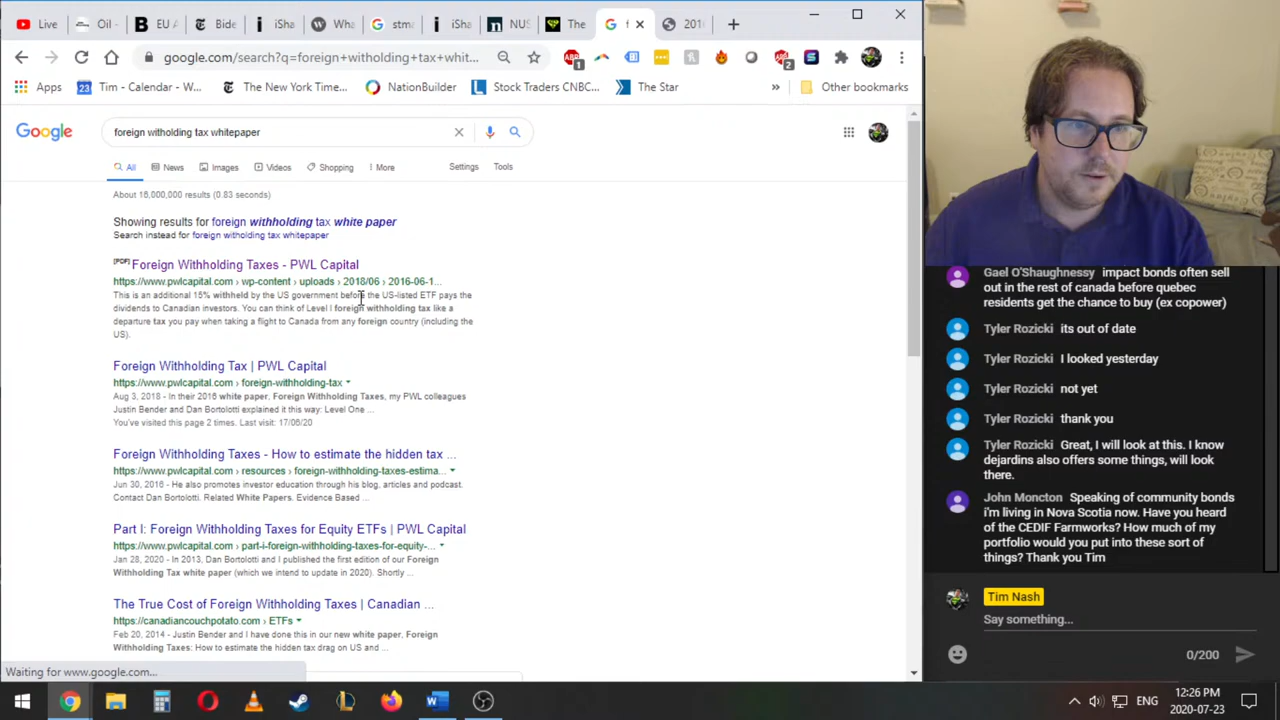 Live
Oil -
EU A
Bide
iSha
Wha
stma
iSha
NUS
The
f
201
google.com/search?q=foreign+witholding+tax+whit...
Apps
Tim - Calendar - W...
The New York Time...
NationBuilder
Stock Traders CNBC...
The Star
»
Other bookmarks
Google
foreign witholding tax whitepaper
All
News
Images
Videos
Shopping
More
Settings
Tools
About 16,000,000 results (0.83 seconds)
Showing results for foreign withholding tax white paper
Search instead for foreign witholding tax whitepaper
[PDF] Foreign Withholding Taxes - PWL Capital
https://www.pwlcapital.com › wp-content › uploads › 2018/06 › 2016-06-1...
This is an additional 15% withheld by the US government before the US-listed ETF pays the
dividends to Canadian investors. You can think of Level I foreign withholding tax like a
departure tax you pay when taking a flight to Canada from any foreign country (including the
US).
Foreign Withholding Tax | PWL Capital
https://www.pwlcapital.com › foreign-withholding-tax
Aug 3, 2018 - In their 2016 white paper, Foreign Withholding Taxes, my PWL colleagues
Justin Bender and Dan Bortolotti explained it this way: Level One ...
You've visited this page 2 times. Last visit: 17/06/20
Foreign Withholding Taxes - How to estimate the hidden tax ...
https://www.pwlcapital.com › resources › foreign-withholding-taxes-estima...
Jun 30, 2016 - He also promotes investor education through his blog, articles and podcast.
Contact Dan Bortolotti. Related White Papers. Evidence Based ...
Part I: Foreign Withholding Taxes for Equity ETFs | PWL Capital
https://www.pwlcapital.com › part-i-foreign-withholding-taxes-for-equity-...
Jan 28, 2020 - In 2013, Dan Bortolotti and I published the first edition of our Foreign
Withholding Tax white paper (which we intend to update in 2020). Shortly ...
The True Cost of Foreign Withholding Taxes | Canadian ...
https://canadiancouchpotato.com › ETFs
Feb 20, 2014 - Justin Bender and I have done this in our new white paper, Foreign
Withholding Taxes: How to estimate the hidden tax drag on US and ...
Waiting for www.google.com...
Gael O'Shaughnessy impact bonds often sell
out in the rest of canada before quebec
residents get the chance to buy (ex copower)
Tyler Rozicki its out of date
Tyler Rozicki I looked yesterday
Tyler Rozicki not yet
Tyler Rozicki thank you
Tyler Rozicki Great, I will look at this. I know
dejardins also offers some things, will look
there.
John Moncton Speaking of community bonds
i'm living in Nova Scotia now. Have you heard
of the CEDIF Farmworks? How much of my
portfolio would you put into these sort of
things? Thank you Tim
Tim Nash
Say something...
0/200
ENG
12:26 PM
2020-07-23